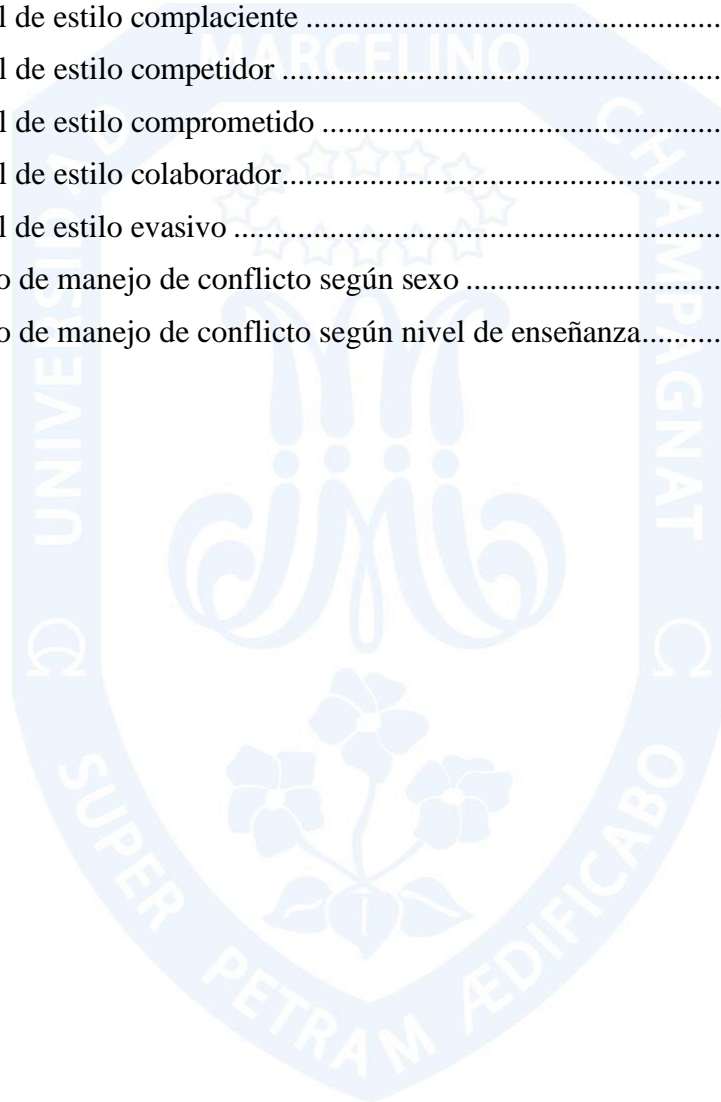 l de estilo complaciente ........................................................
l de estilo competidor ........................................................
l de estilo comprometido ........................................................
l de estilo colaborador........................................................
l de estilo evasivo ........................................................
o de manejo de conflicto según sexo ........................................
o de manejo de conflicto según nivel de enseñanza..........
UNIVERSIDAD MARCELINO CHAMPAGNAT
SUPER PETRAM ÆDIFICABO